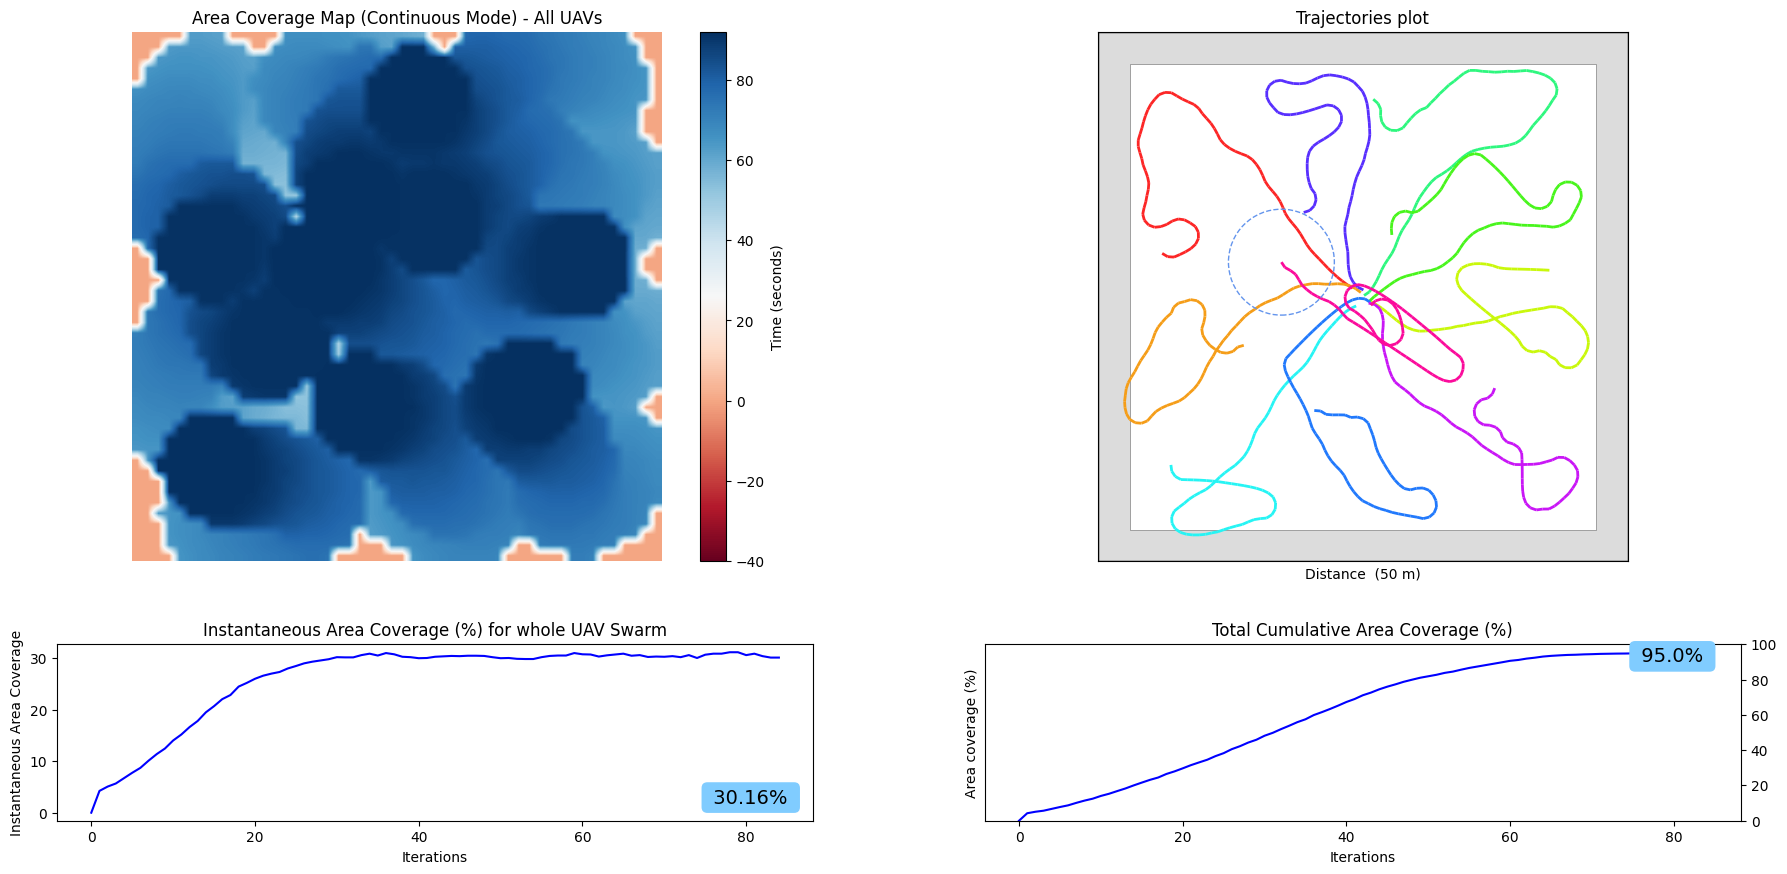 Area Coverage Map (Continuous Mode) - All UAVs
80
60
40
20
0
−20
−40
Time (seconds)
Trajectories plot
Distance  (50 m)
Instantaneous Area Coverage (%) for whole UAV Swarm
Instantaneous Area Coverage
30
20
10
0
30.16%
0 20 40 60 80
Iterations
Total Cumulative Area Coverage (%)
Area coverage (%)
95.0%
100
80
60
40
20
0
0 20 40 60 80
Iterations